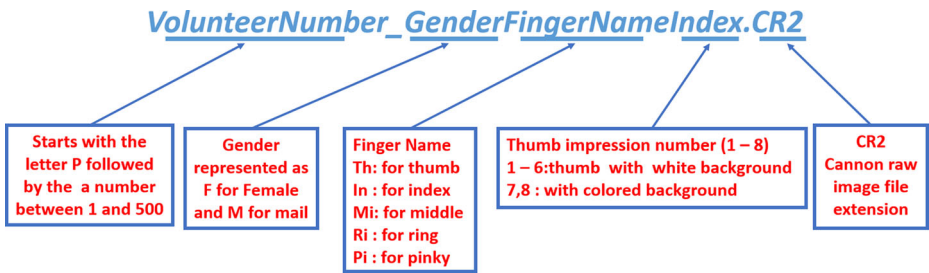 VolunteerNumber_GenderFingerNameIndex.CR2
Starts with the
letter P followed
by the a number
between 1 and 500
Gender
represented as
F for Female
and M for mail
Finger Name
Th: for thumb
In : for index
Mi: for middle
Ri : for ring
Pi : for pinky
Thumb impression number (1 – 8)
1 – 6:thumb with white background
7,8 : with colored background
CR2
Cannon raw
image file
extension